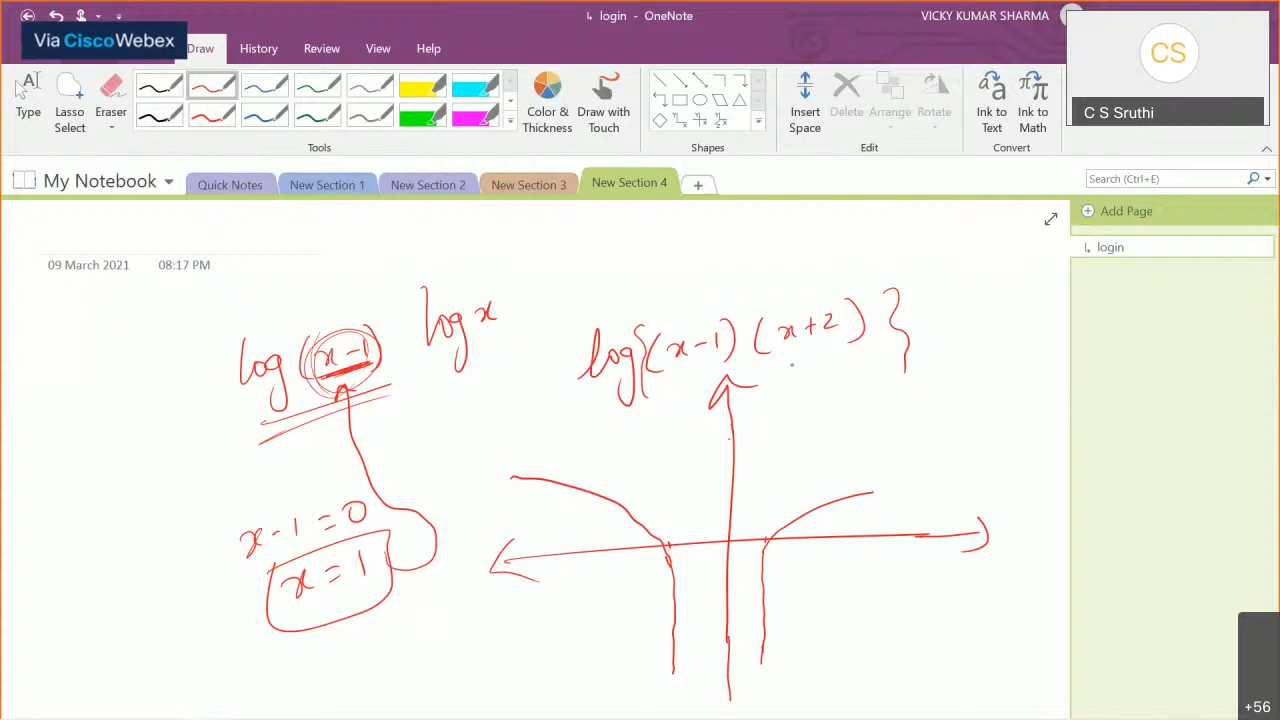 login - OneNote
VICKY KUMAR SHARMA
Via Cisco Webex
Draw
History
Review
View
Help
CS
C S Sruthi
Type
Lasso
Select
Eraser
Color &
Thickness
Draw with
Touch
Insert
Space
Delete
Arrange
Rotate
Ink to
Text
Ink to
Math
Tools
Shapes
Edit
Convert
My Notebook
Quick Notes
New Section 1
New Section 2
New Section 3
New Section 4
Search (Ctrl+E)
Add Page
login
09 March 2021 08:17 PM
log (x-1)
log x
log{(x-1)(x+2)}
x-1=0
x=1
+56